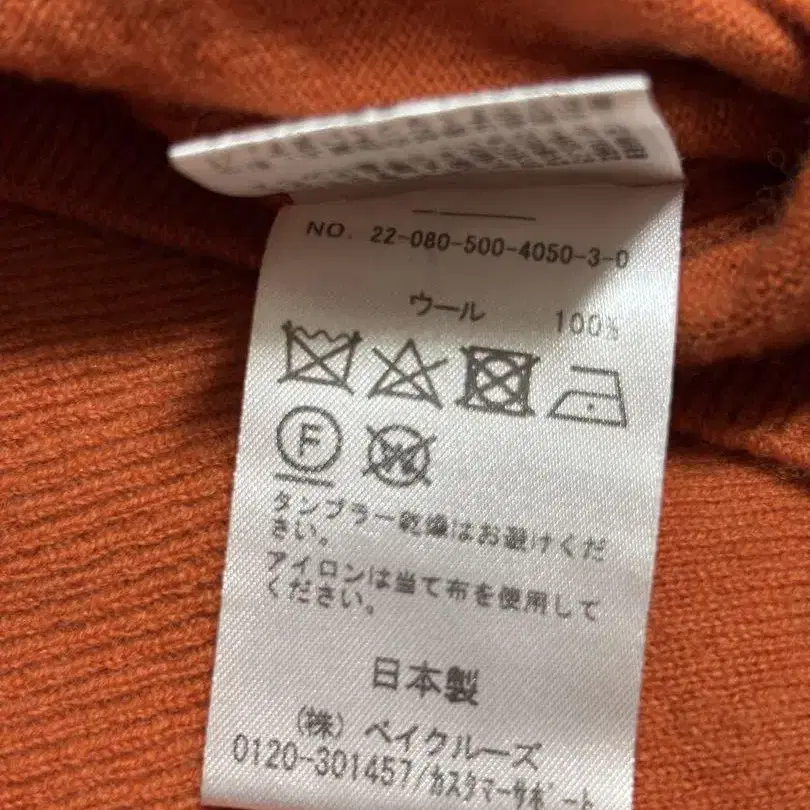 NO. 22-080-500-4050-3-0
ウール 100%
F W
タンブラー乾燥はお避けくだ
さい。
アイロンは当て布を使用して
ください。
日本製
(株) ベイクルーズ
0120-301457/カスタマーサポート